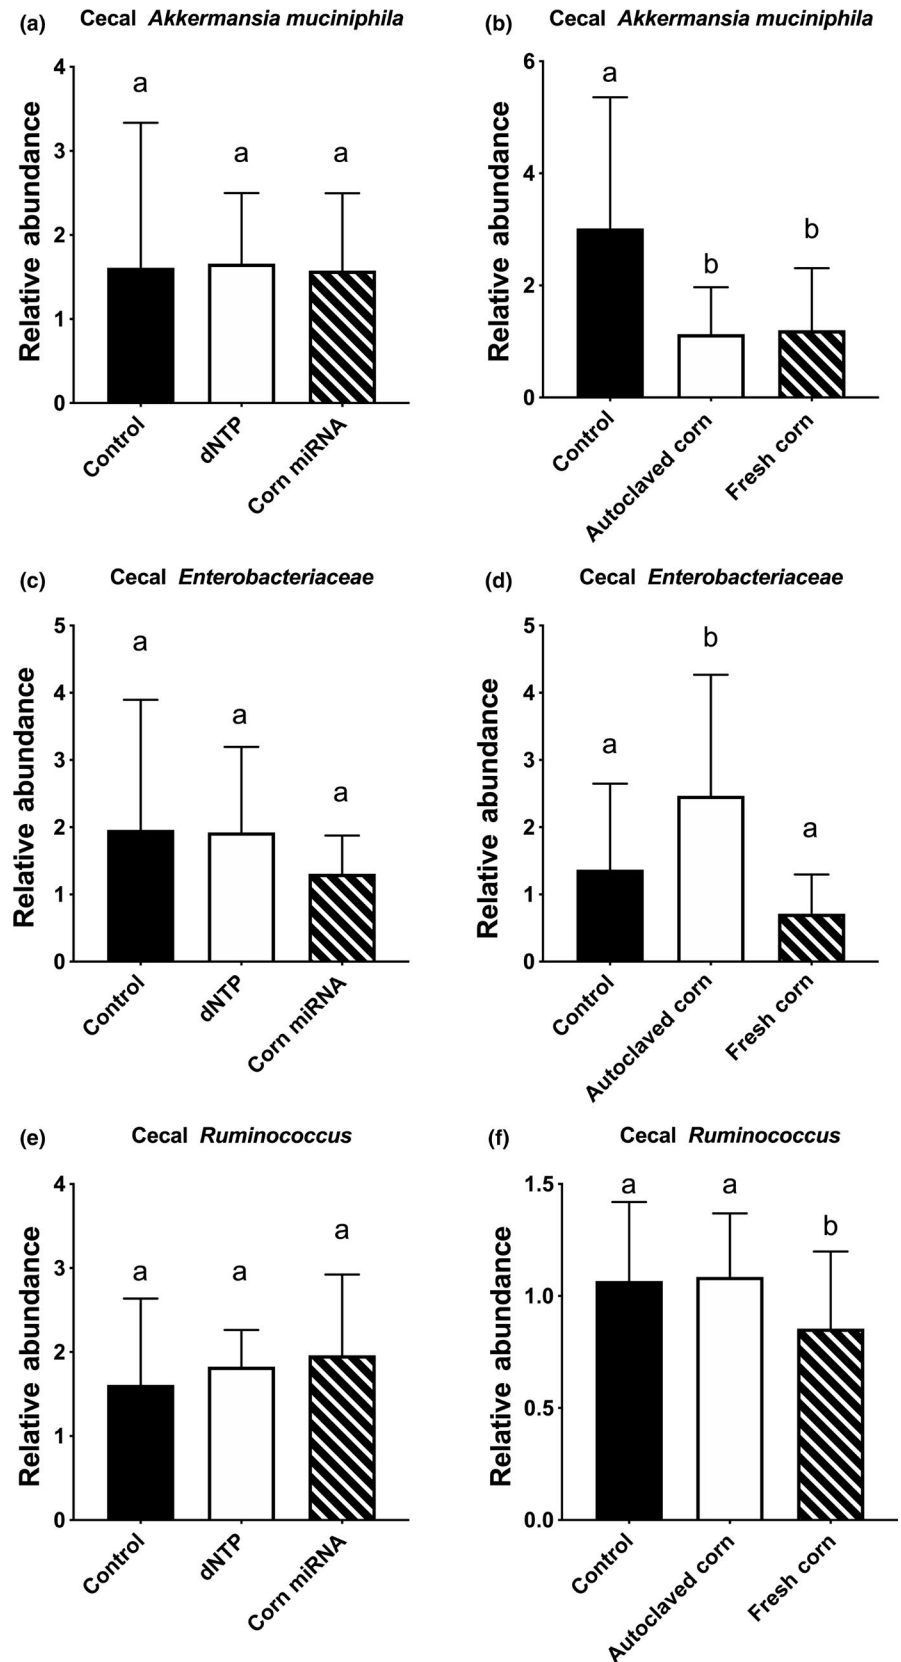 (a) Cecal Akkermansia muciniphila
Relative abundance
4
3
2
1
0
a
a
a
Control
dNTP
Corn miRNA
(b) Cecal Akkermansia muciniphila
Relative abundance
6
4
2
0
a
b
b
Control
Autoclaved corn
Fresh corn
(c) Cecal Enterobacteriaceae
Relative abundance
5
4
3
2
1
0
a
a
a
Control
dNTP
Corn miRNA
(d) Cecal Enterobacteriaceae
Relative abundance
5
4
3
2
1
0
a
b
a
Control
Autoclaved corn
Fresh corn
(e) Cecal Ruminococcus
Relative abundance
4
3
2
1
0
a
a
a
Control
dNTP
Corn miRNA
(f) Cecal Ruminococcus
Relative abundance
1.5
1.0
0.5
0.0
a
a
b
Control
Autoclaved corn
Fresh corn